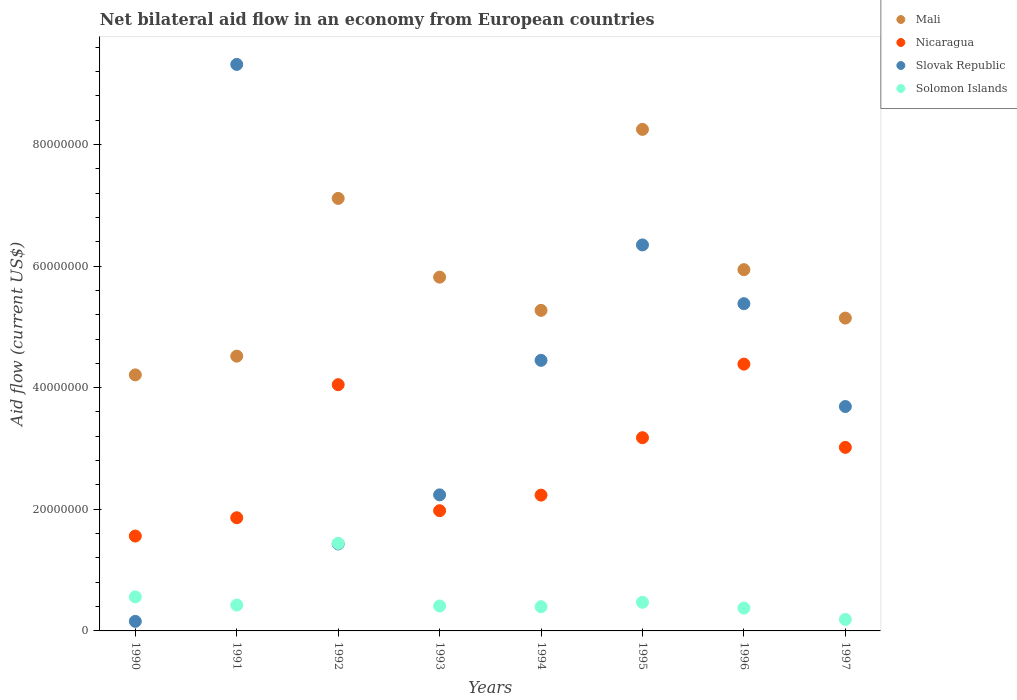 Net bilateral aid flow in an economy from European countries
Mali
Nicaragua
Slovak Republic
Solomon Islands
Aid flow (current US$)
80000000
60000000
40000000
20000000
0
1990
1991
1992
1993
1994
1995
1996
1997
Years